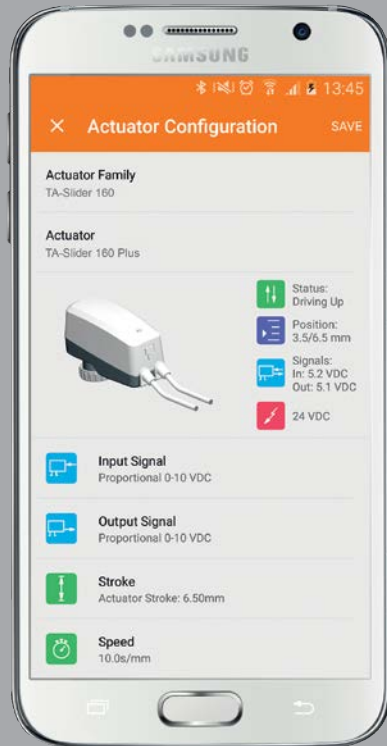 SAMSUNG
13:45
Actuator Configuration
SAVE
Actuator Family
TA-Slider 160
Actuator
TA-Slider 160 Plus
Status:
Driving Up
Position:
3.5/6.5 mm
Signals:
In: 5.2 VDC
Out: 5.1 VDC
24 VDC
Input Signal
Proportional 0-10 VDC
Output Signal
Proportional 0-10 VDC
Stroke
Actuator Stroke: 6.50mm
Speed
10.0s/mm